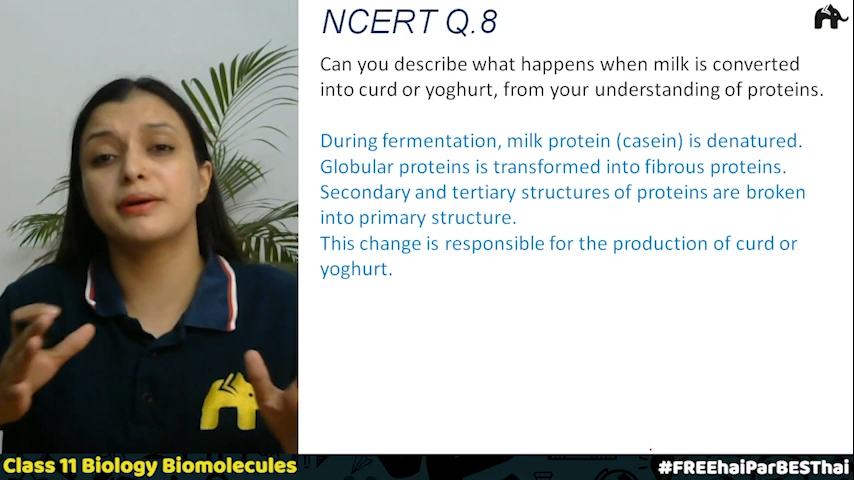 NCERT Q.8
Can you describe what happens when milk is converted
into curd or yoghurt, from your understanding of proteins.
During fermentation, milk protein (casein) is denatured.
Globular proteins is transformed into fibrous proteins.
Secondary and tertiary structures of proteins are broken
into primary structure.
This change is responsible for the production of curd or
yoghurt.
Class 11 Biology Biomolecules
#FREEhaiParBESThai